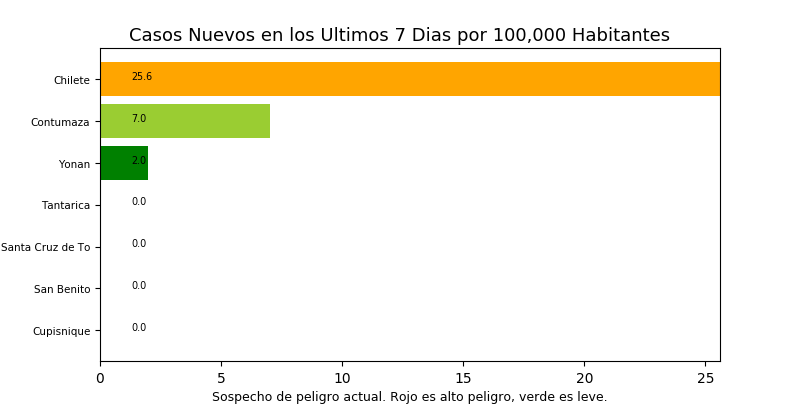 Casos Nuevos en los Ultimos 7 Dias por 100,000 Habitantes
Chilete 25.6
Contumaza 7.0
Yonan 2.0
Tantarica 0.0
Santa Cruz de To 0.0
San Benito 0.0
Cupisnique 0.0
0 5 10 15 20 25
Sospecho de peligro actual. Rojo es alto peligro, verde es leve.